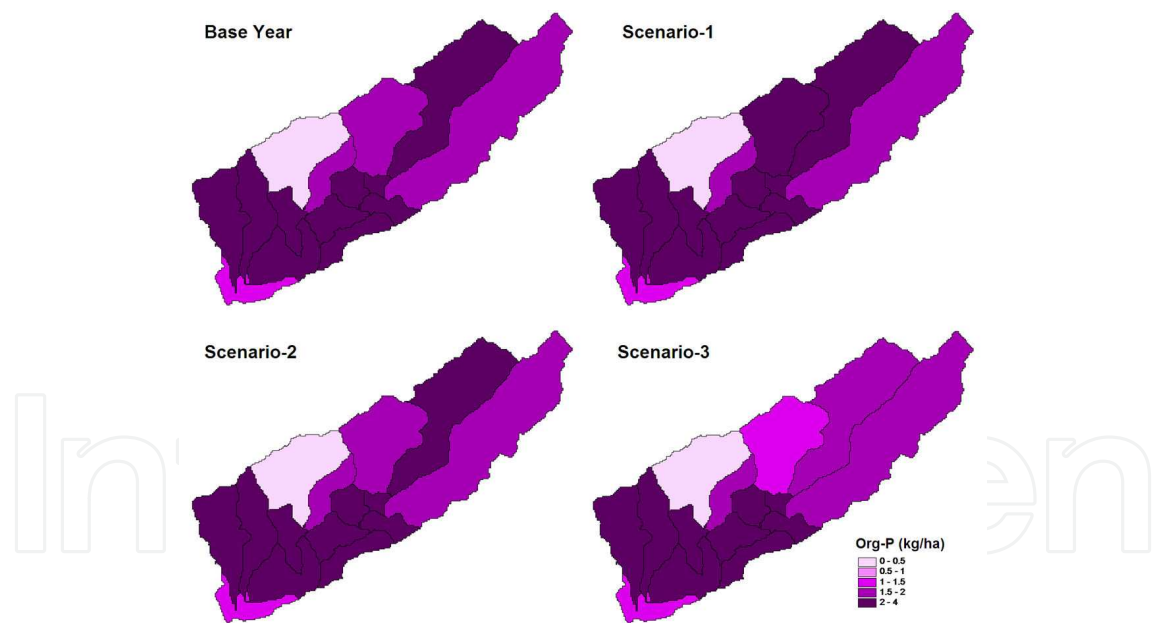 Base Year
Scenario-1
Scenario-2
Scenario-3
Org-P (kg/ha)
0 - 0.5
0.5 - 1
1 - 1.5
1.5 - 2
2 - 4